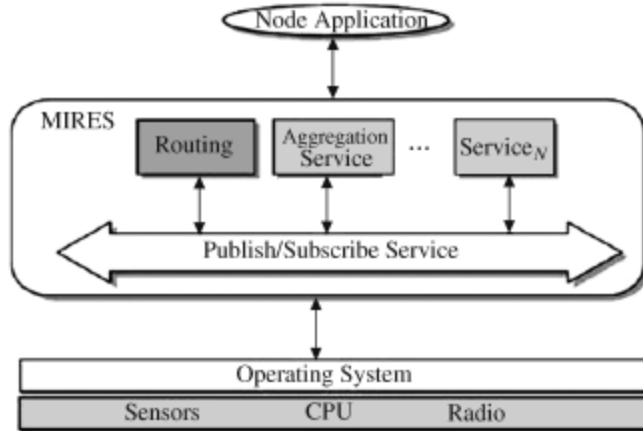 Node Application
MIRES
Routing
Aggregation
Service
...
Service_N
Publish/Subscribe Service
Operating System
Sensors CPU Radio